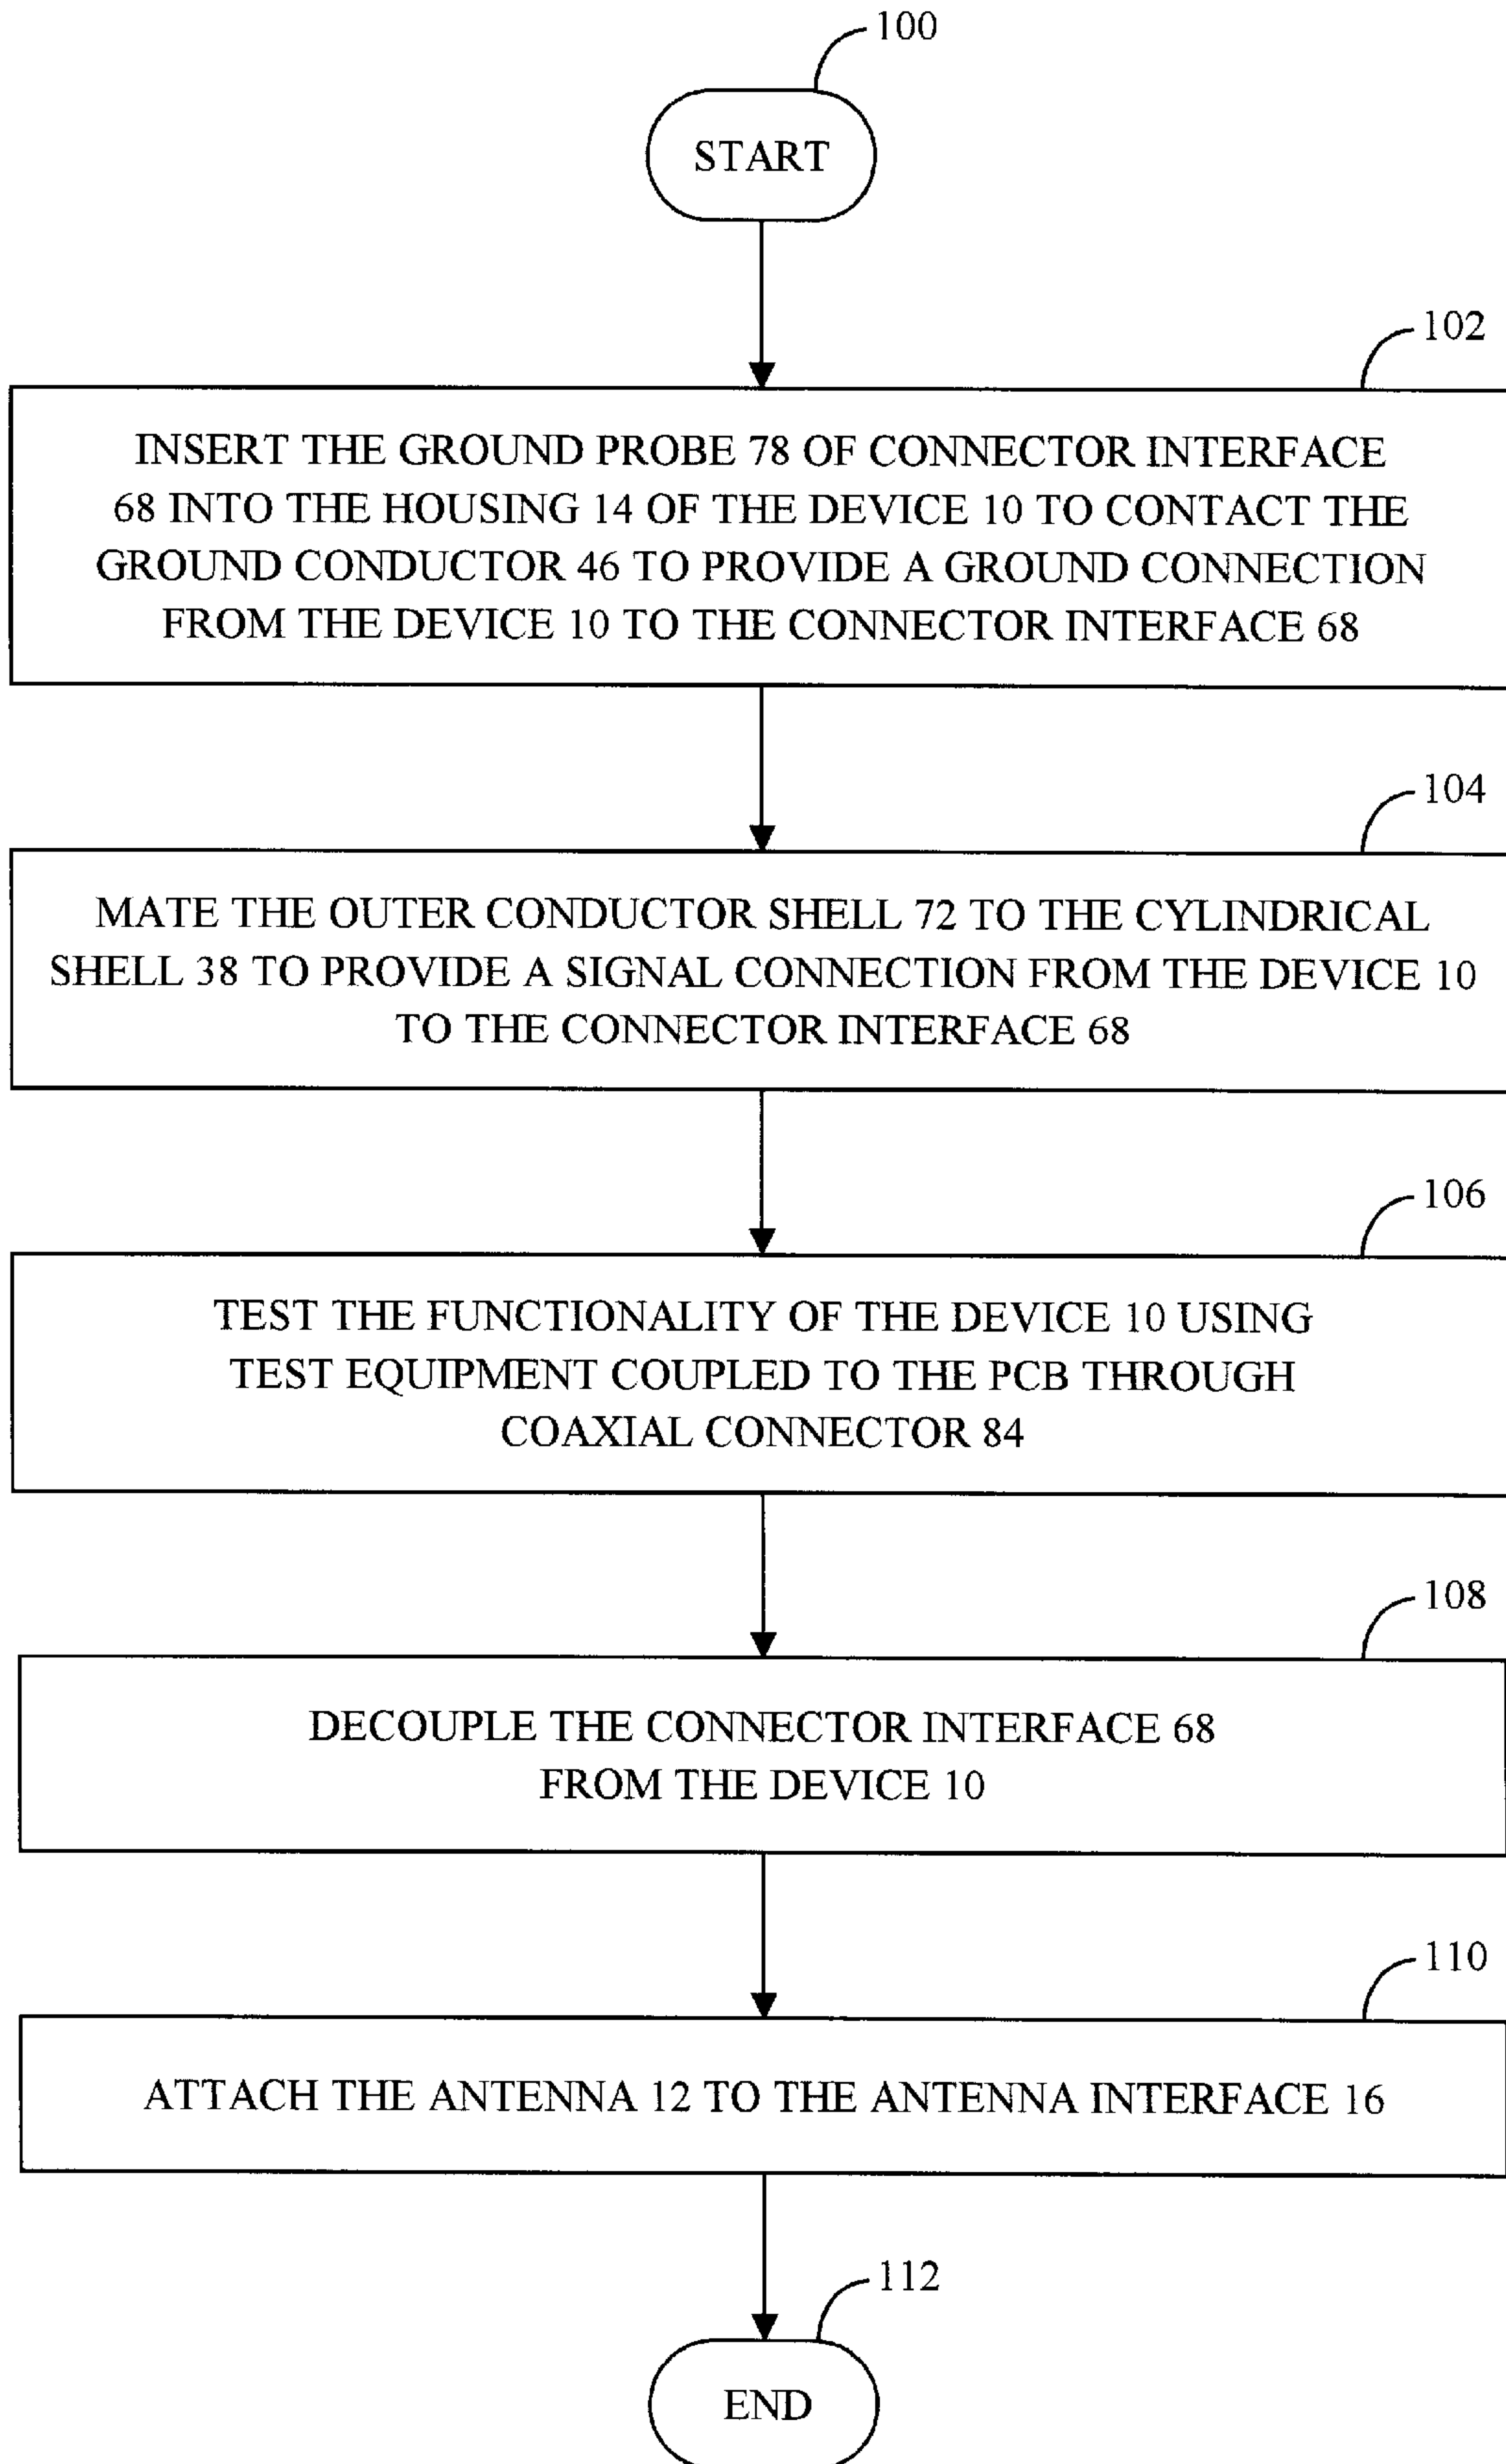 100
START
102
INSERT THE GROUND PROBE 78 OF CONNECTOR INTERFACE
68 INTO THE HOUSING 14 OF THE DEVICE 10 TO CONTACT THE
GROUND CONDUCTOR 46 TO PROVIDE A GROUND CONNECTION
FROM THE DEVICE 10 TO THE CONNECTOR INTERFACE 68
104
MATE THE OUTER CONDUCTOR SHELL 72 TO THE CYLINDRICAL
SHELL 38 TO PROVIDE A SIGNAL CONNECTION FROM THE DEVICE 10
TO THE CONNECTOR INTERFACE 68
106
TEST THE FUNCTIONALITY OF THE DEVICE 10 USING
TEST EQUIPMENT COUPLED TO THE PCB THROUGH
COAXIAL CONNECTOR 84
108
DECOUPLE THE CONNECTOR INTERFACE 68
FROM THE DEVICE 10
110
ATTACH THE ANTENNA 12 TO THE ANTENNA INTERFACE 16
112
END